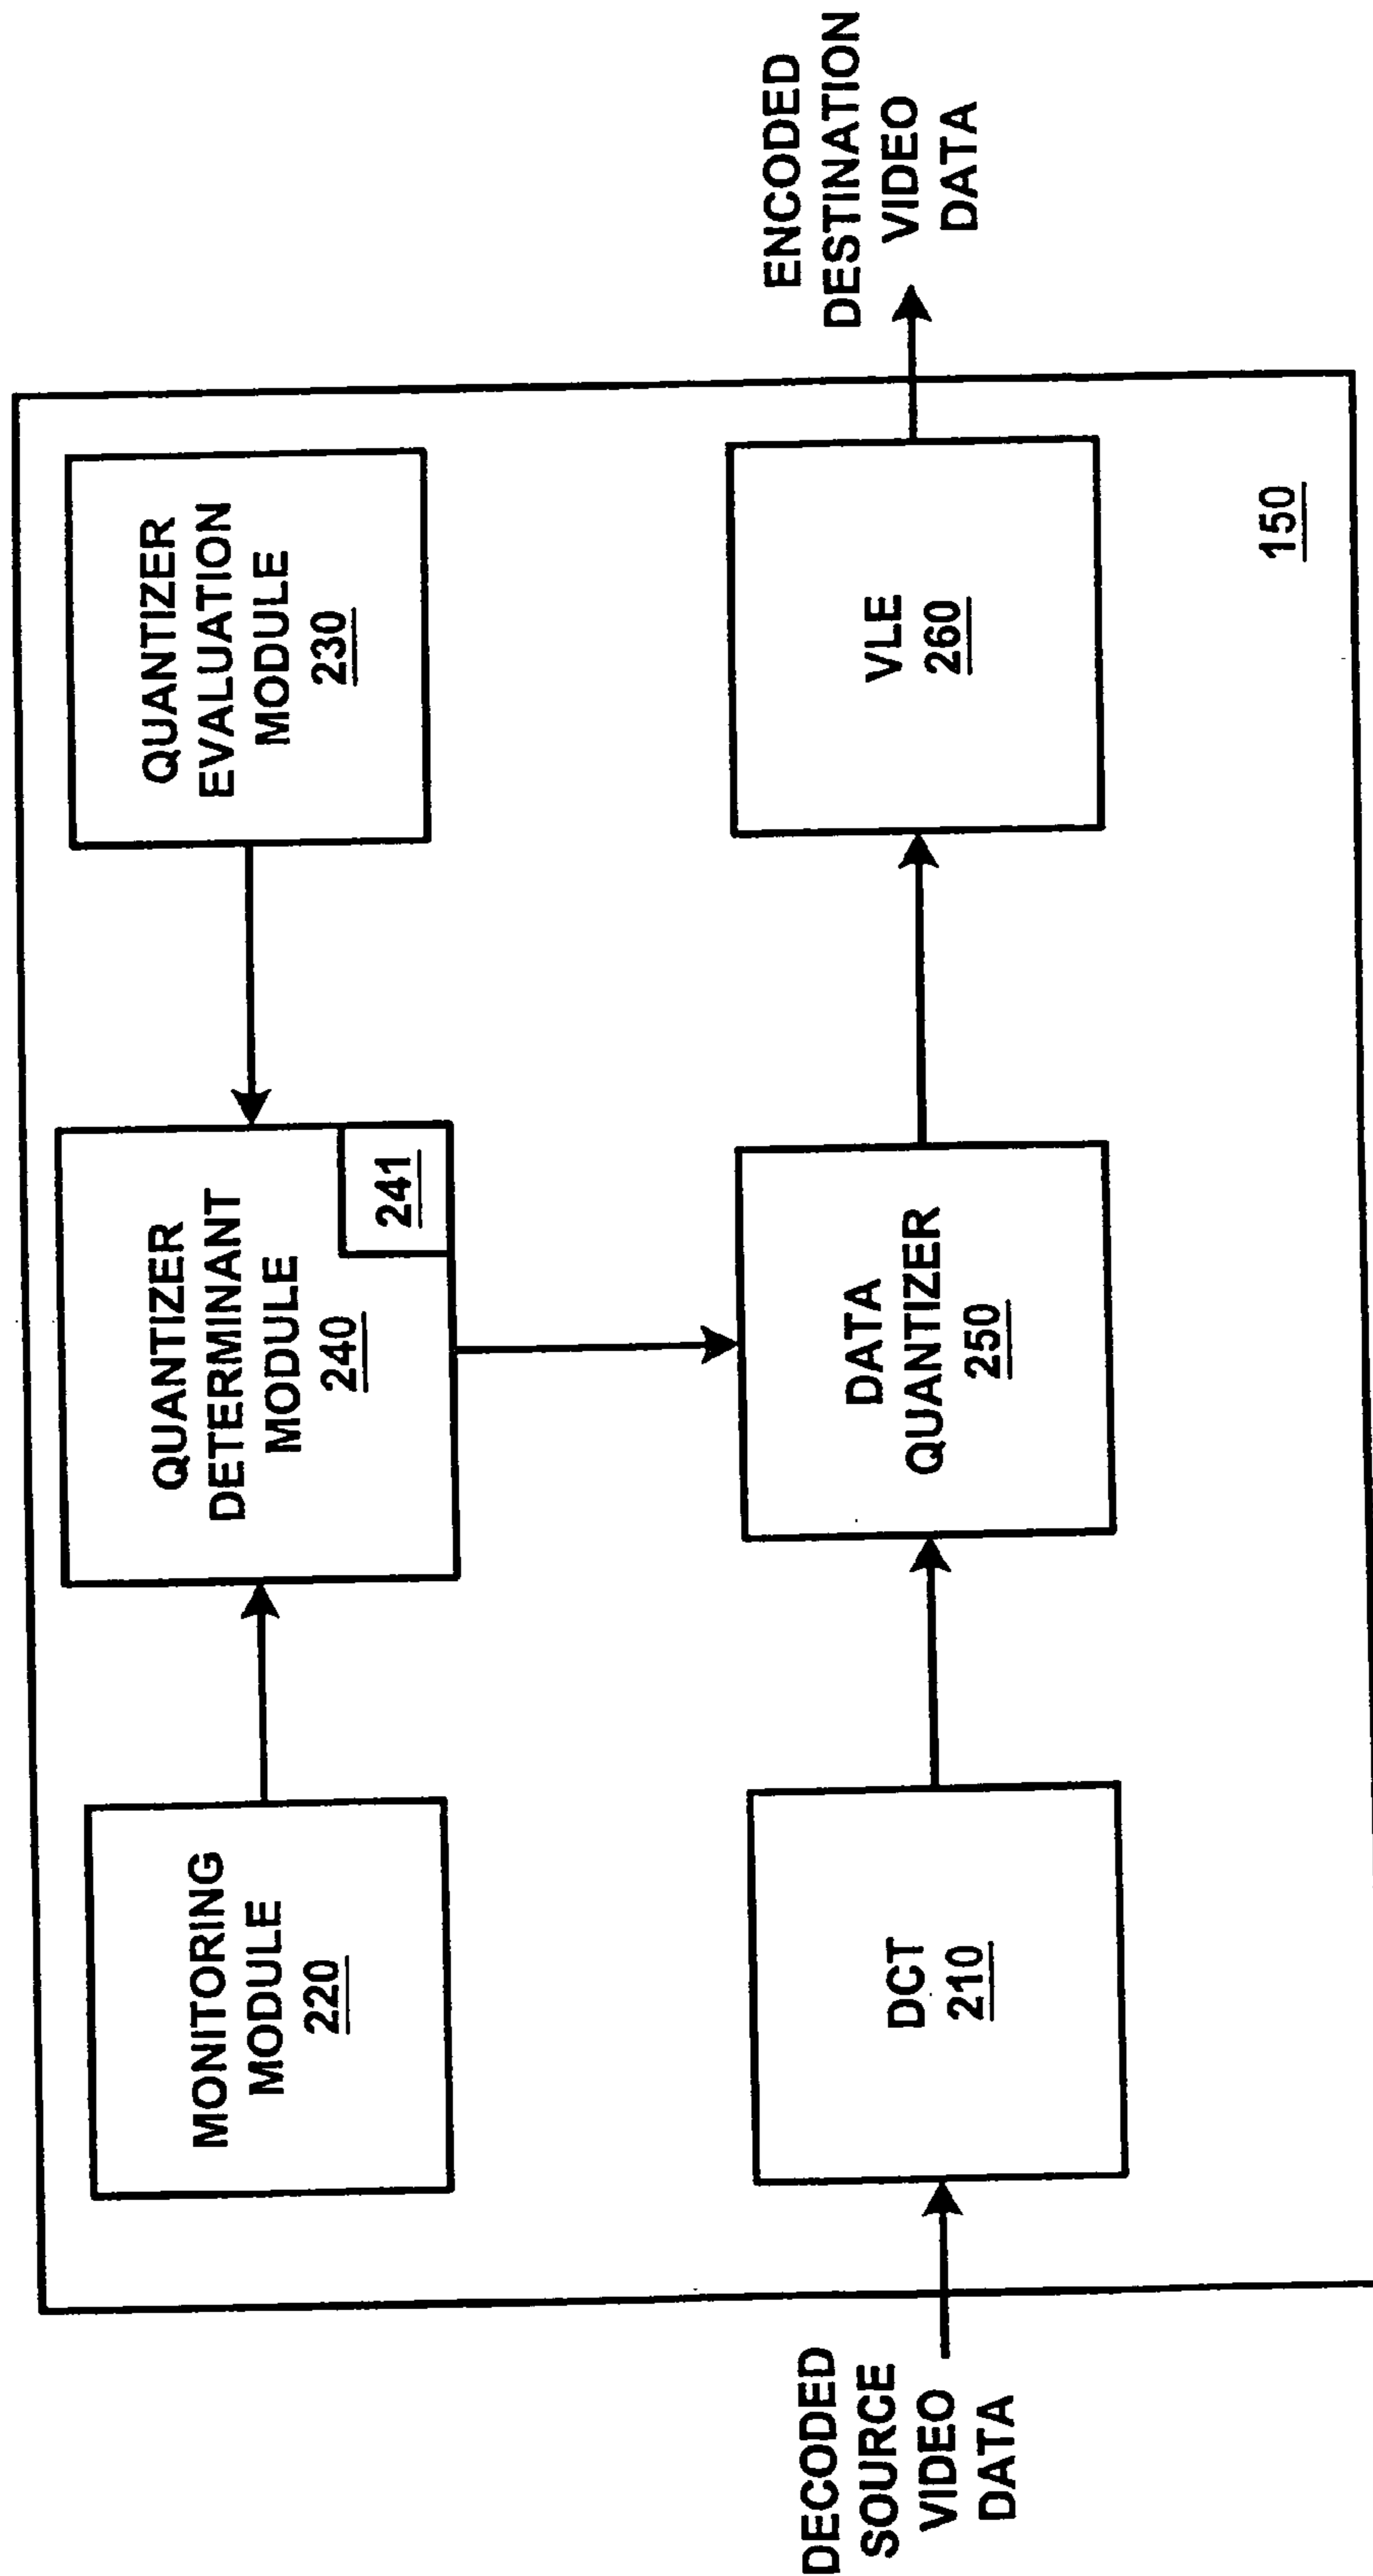 MONITORING
MODULE
220
QUANTIZER
DETERMINANT
MODULE
240
241
QUANTIZER
EVALUATION
MODULE
230
DECODED
SOURCE
VIDEO
DATA
DCT
210
DATA
QUANTIZER
250
VLE
260
ENCODED
DESTINATION
VIDEO
DATA
150